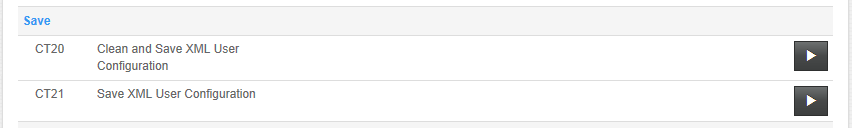 Save
CT20 Clean and Save XML User
Configuration
CT21 Save XML User Configuration